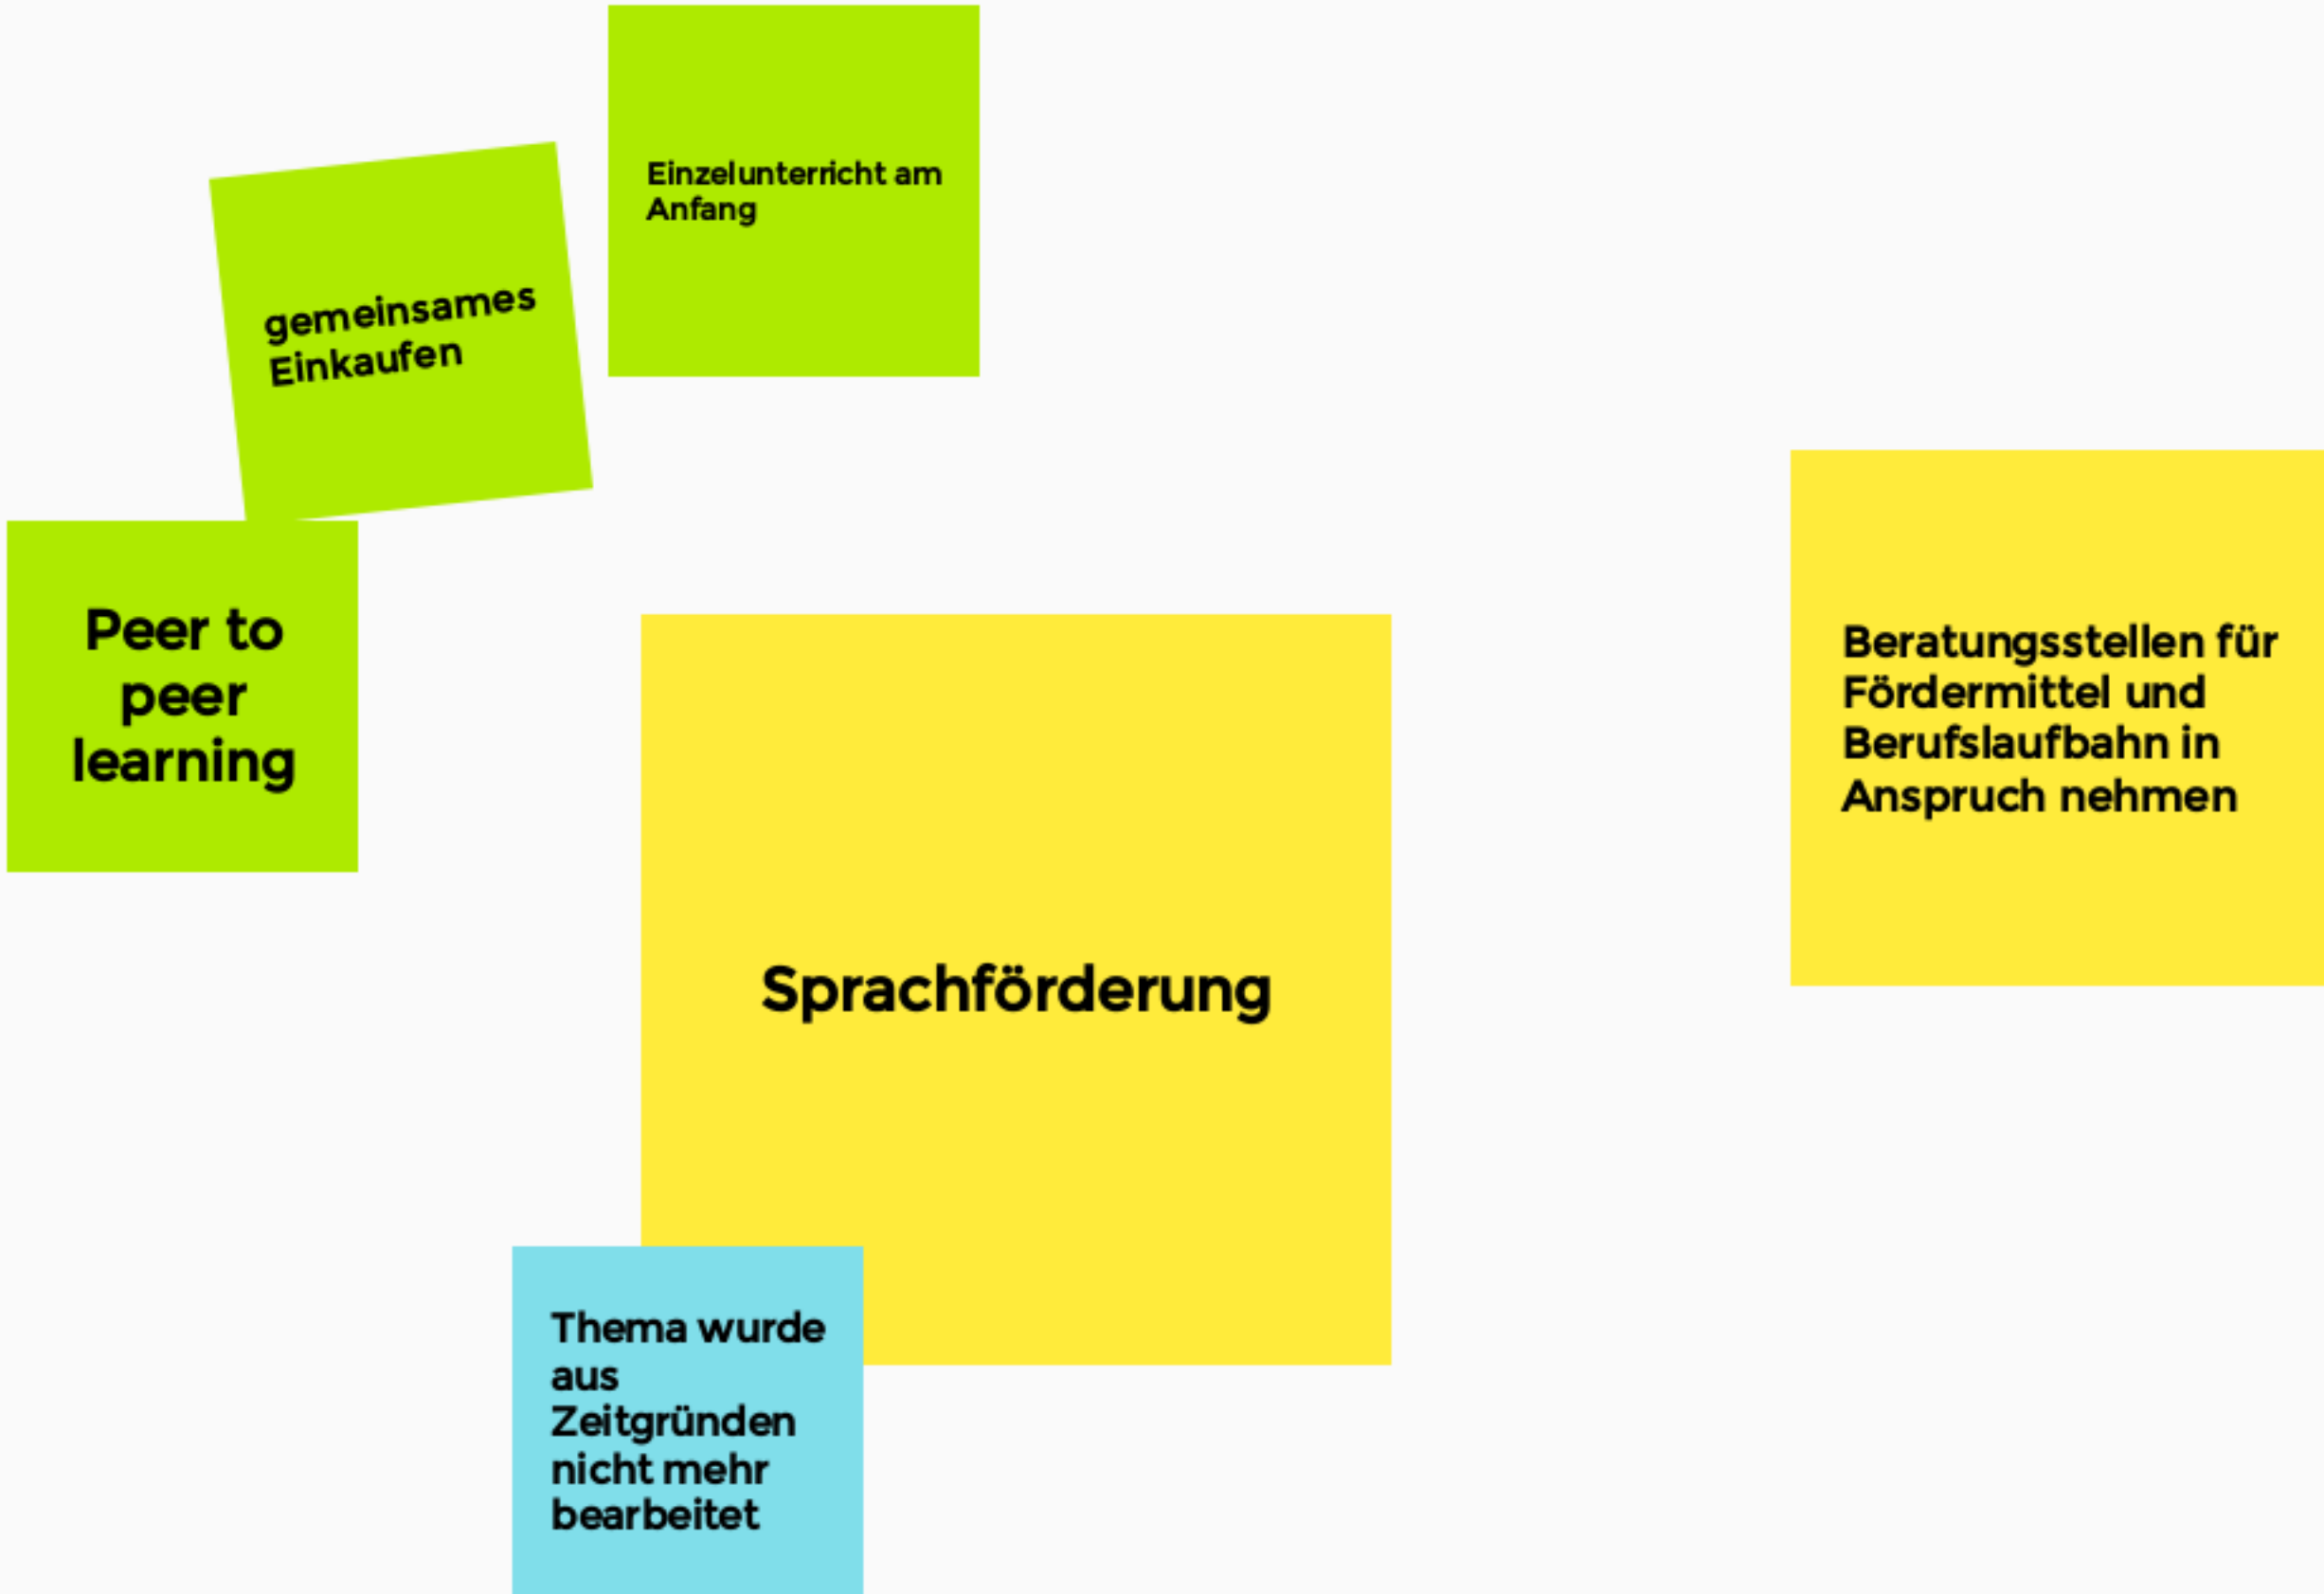 Einzelunterricht am
Anfang
gemeinsames
Einkaufen
Peer to
peer
learning
Beratungsstellen für
Fördermittel und
Berufslaufbahn in
Anspruch nehmen
Sprachförderung
Thema wurde
aus
Zeitgründen
nicht mehr
bearbeitet